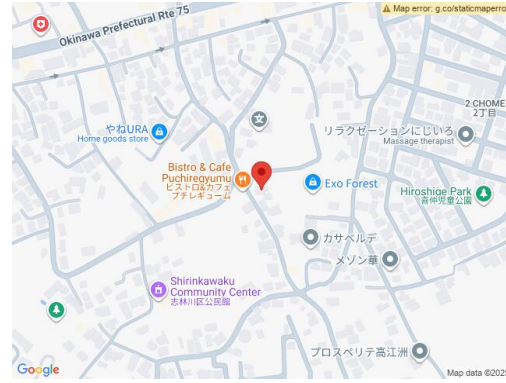 Map error: g.co/staticmaperro
Okinawa Prefectural Rte 75
やねURA
Home goods store
文
2 CHOME
2丁目
リラクゼーションにじいろ
Massage therapist
Bistro & Cafe
Puchiregyumu
ビストロ&カフェ
プチレギューム
Exo Forest
Hiroshige Park
喜仲児童公園
カサベルデ
メゾン華
Shirinkawaku
Community Center
志林川区公民館
プロスペリテ高江洲
Google
Map data ©2025